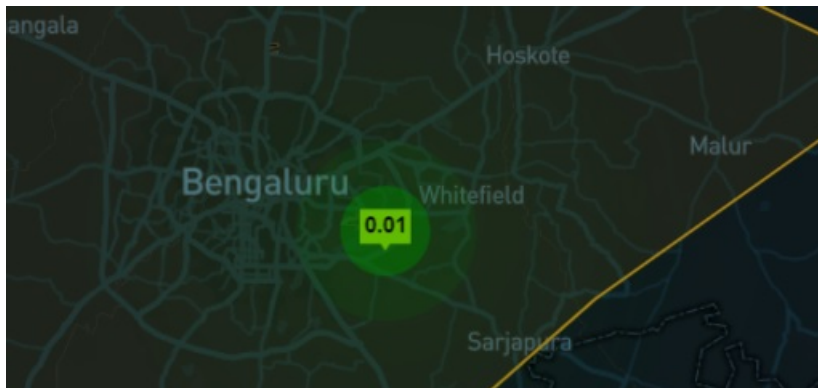 angala
Hoskote
Malur
Bengaluru
Whitefield
0.01
Sarjapura